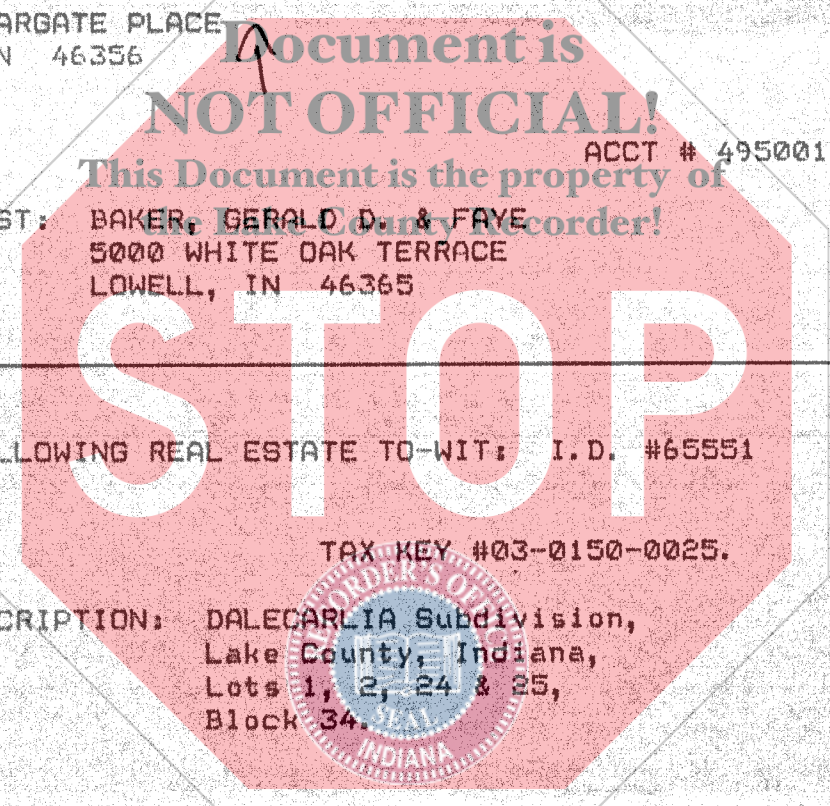 ARGATE PLACE
N 46356
Document is
NOT OFFICIAL!
ACCT # 495001
This Document is the property of
the Lake County Recorder!
ST: BAKER, GERALD D. & FAYE
5000 WHITE OAK TERRACE
LOWELL, IN 46365
STOP
LLOWING REAL ESTATE TO-WIT: I.D. #65551
TAX KEY #03-0150-0025.
CRIPTION: DALECARLIA Subdivision,
Lake County, Indiana,
Lots 1, 2, 24 & 25,
Block 34.
RECORDER'S OFFICE
SEAL
INDIANA